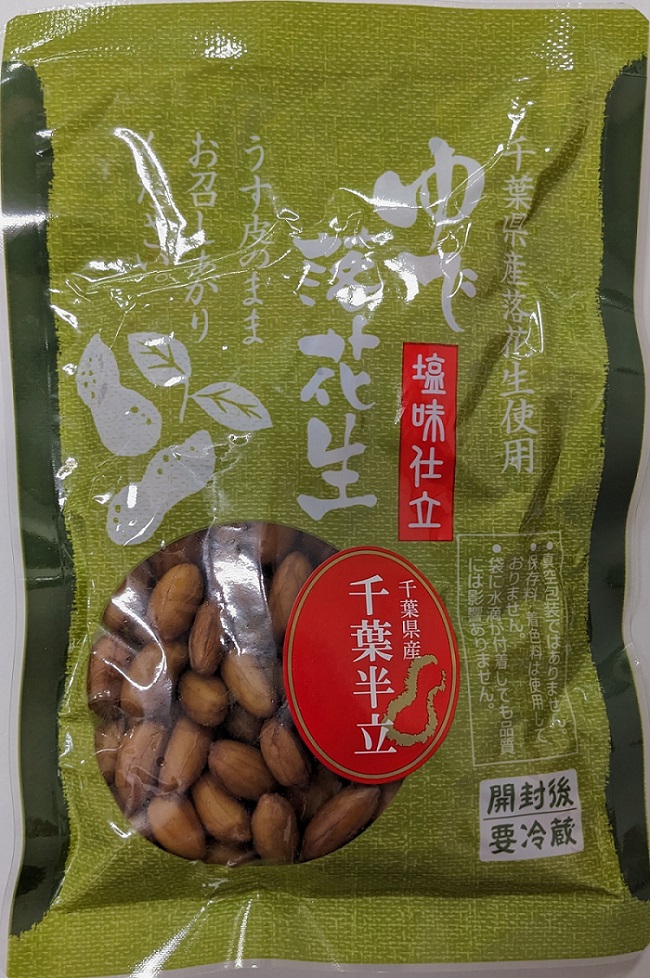 千葉県産落花生使用
ゆで
落花生
塩味仕立
うす皮のまま
お召し上がり
ください
千葉県産
千葉半立
●真空包装ではありません。
●保存料・着色料は使用して
おりません。
●袋に水滴が付着しても品質
には影響ありません。
開封後
要冷蔵